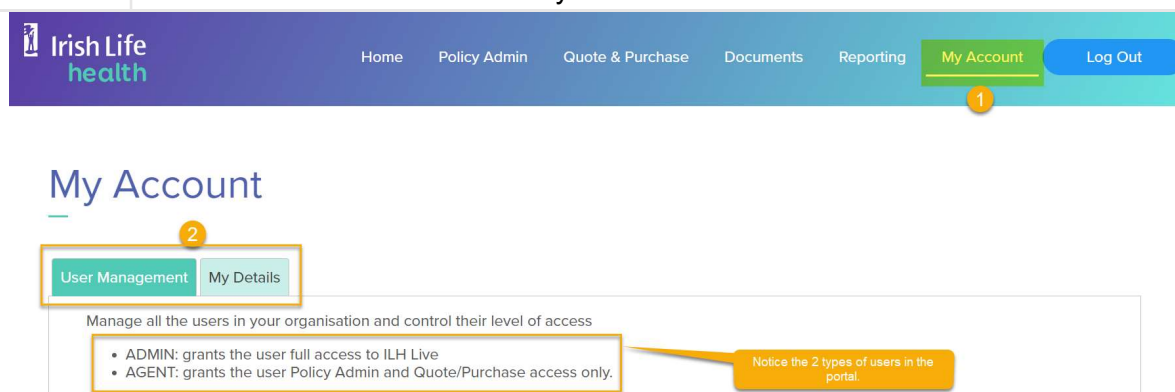 Irish Life
health
Home Policy Admin Quote & Purchase Documents Reporting My Account Log Out
1
My Account
2
User Management My Details
Manage all the users in your organisation and control their level of access
• ADMIN: grants the user full access to ILH Live
• AGENT: grants the user Policy Admin and Quote/Purchase access only.
Notice the 2 types of users in the
portal.